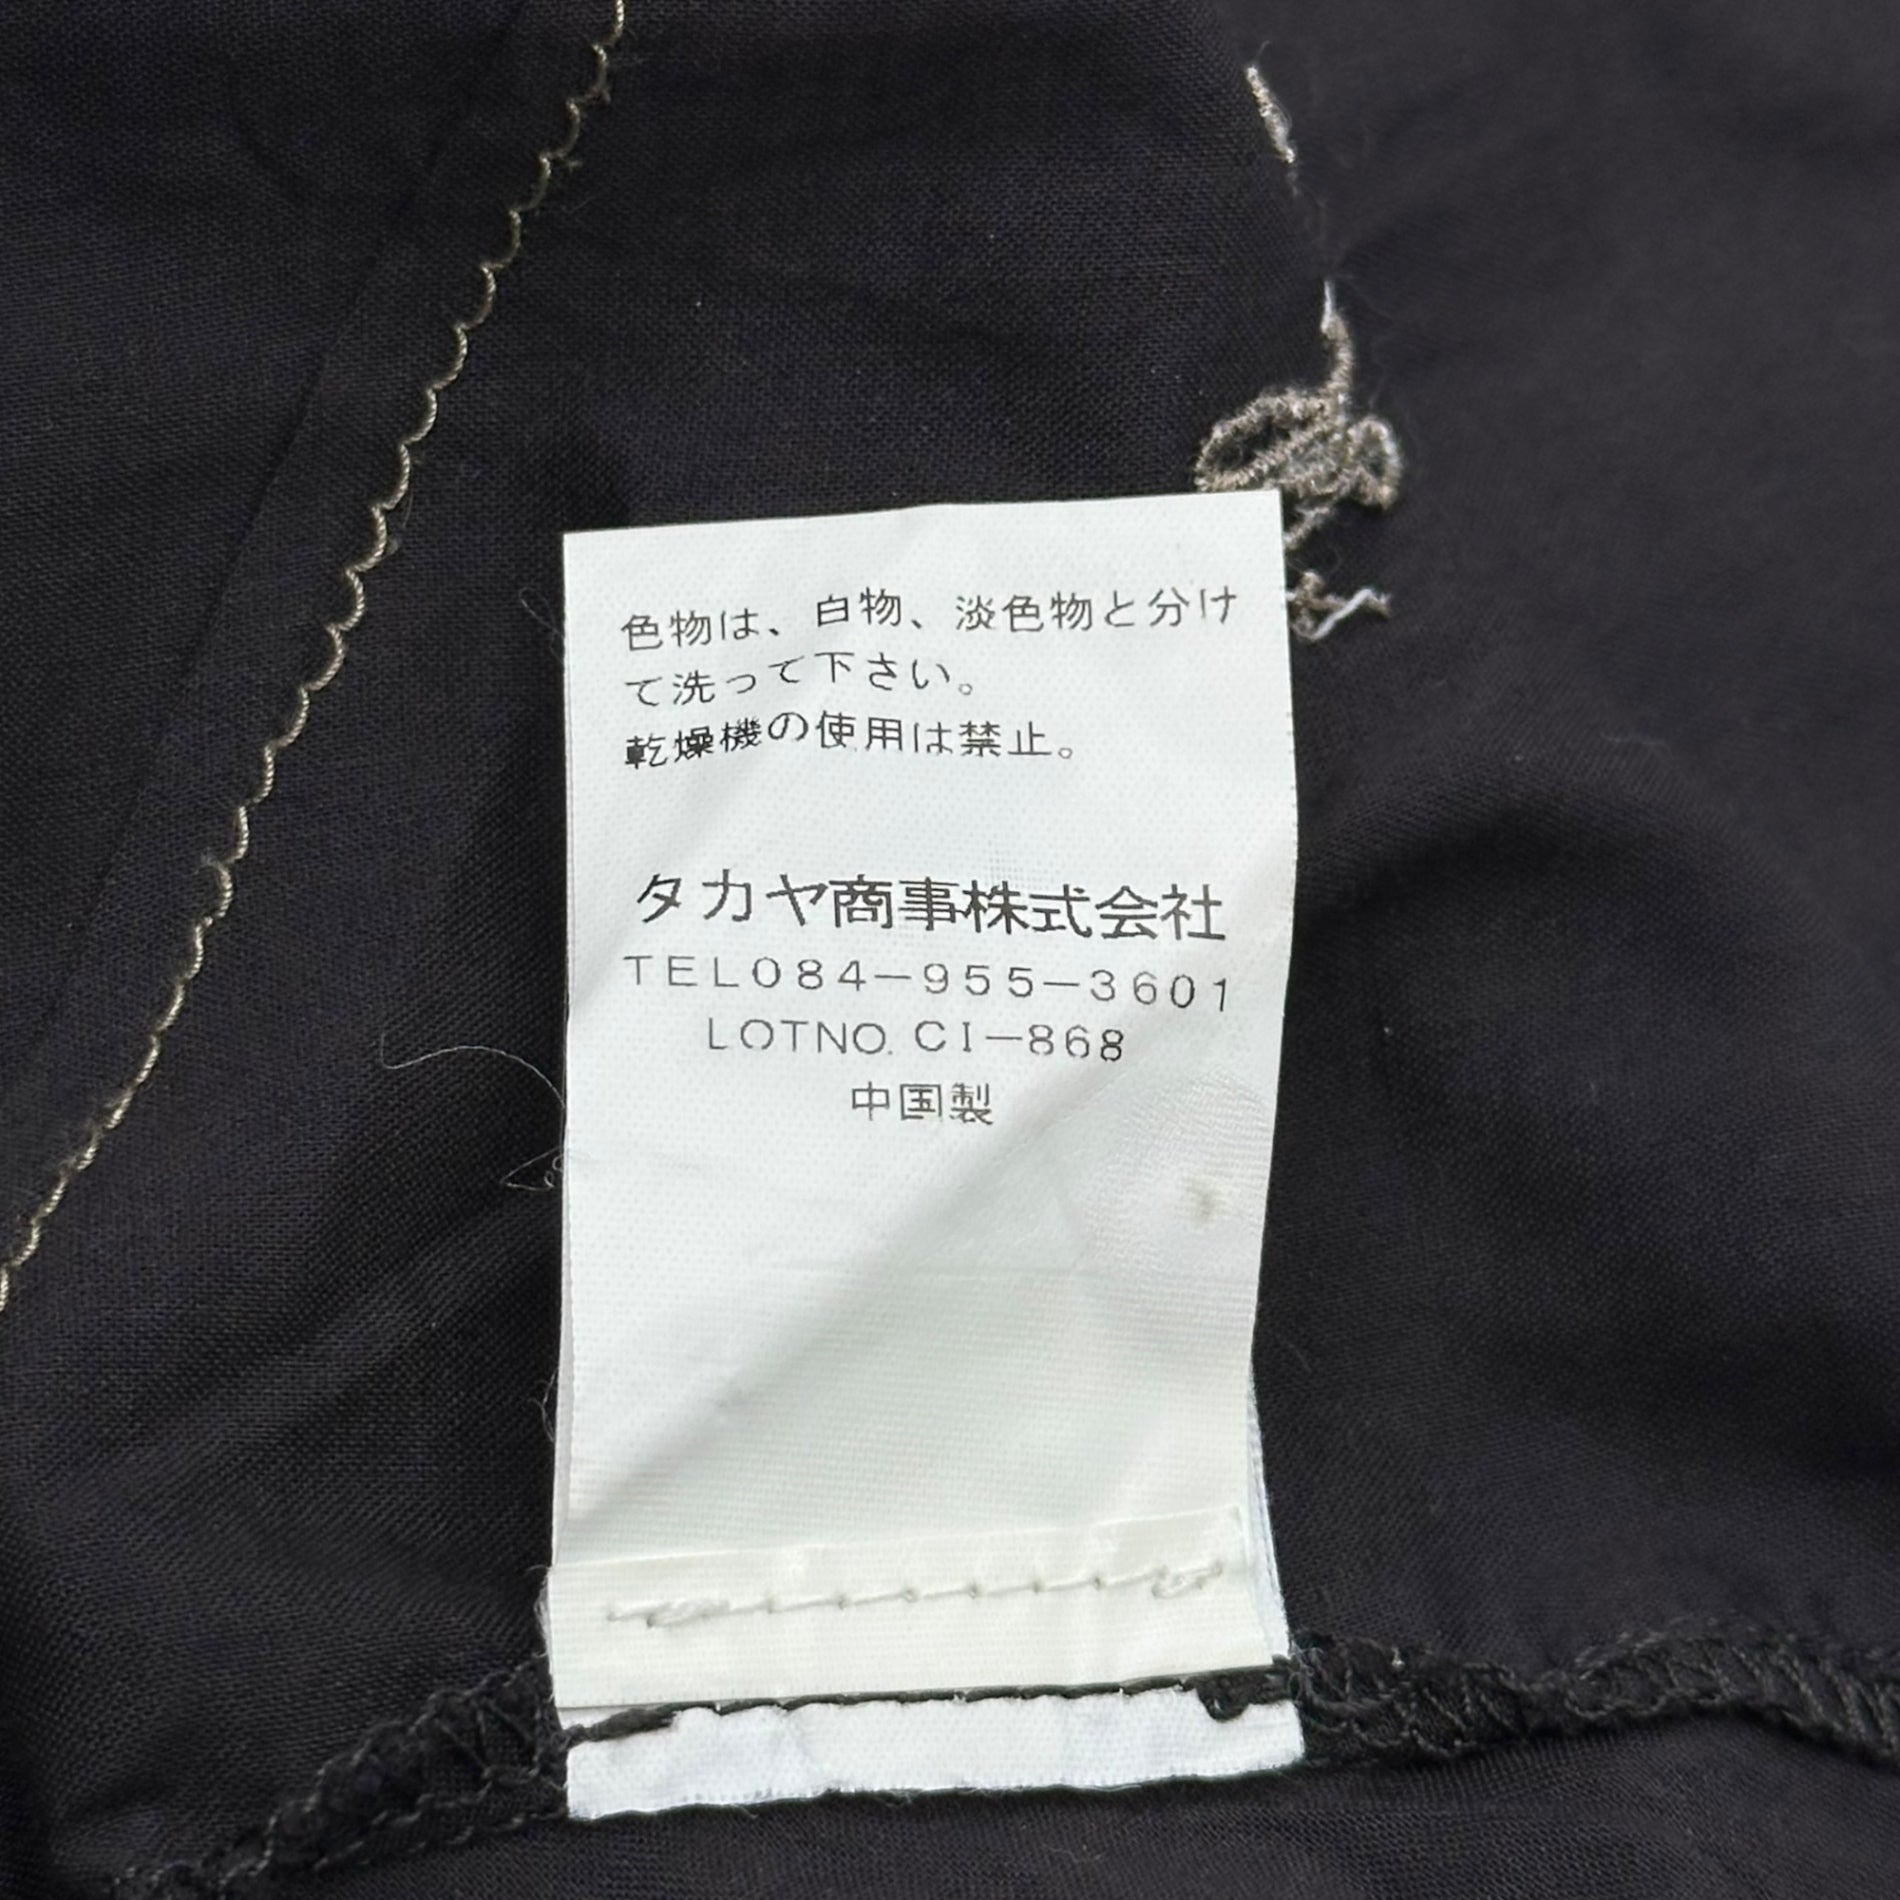 色物は、白物、淡色物と分け
て洗って下さい。
乾燥機の使用は禁止。
タカヤ商事株式会社
TEL084-955-3601
LOTNO. CI-868
中国製